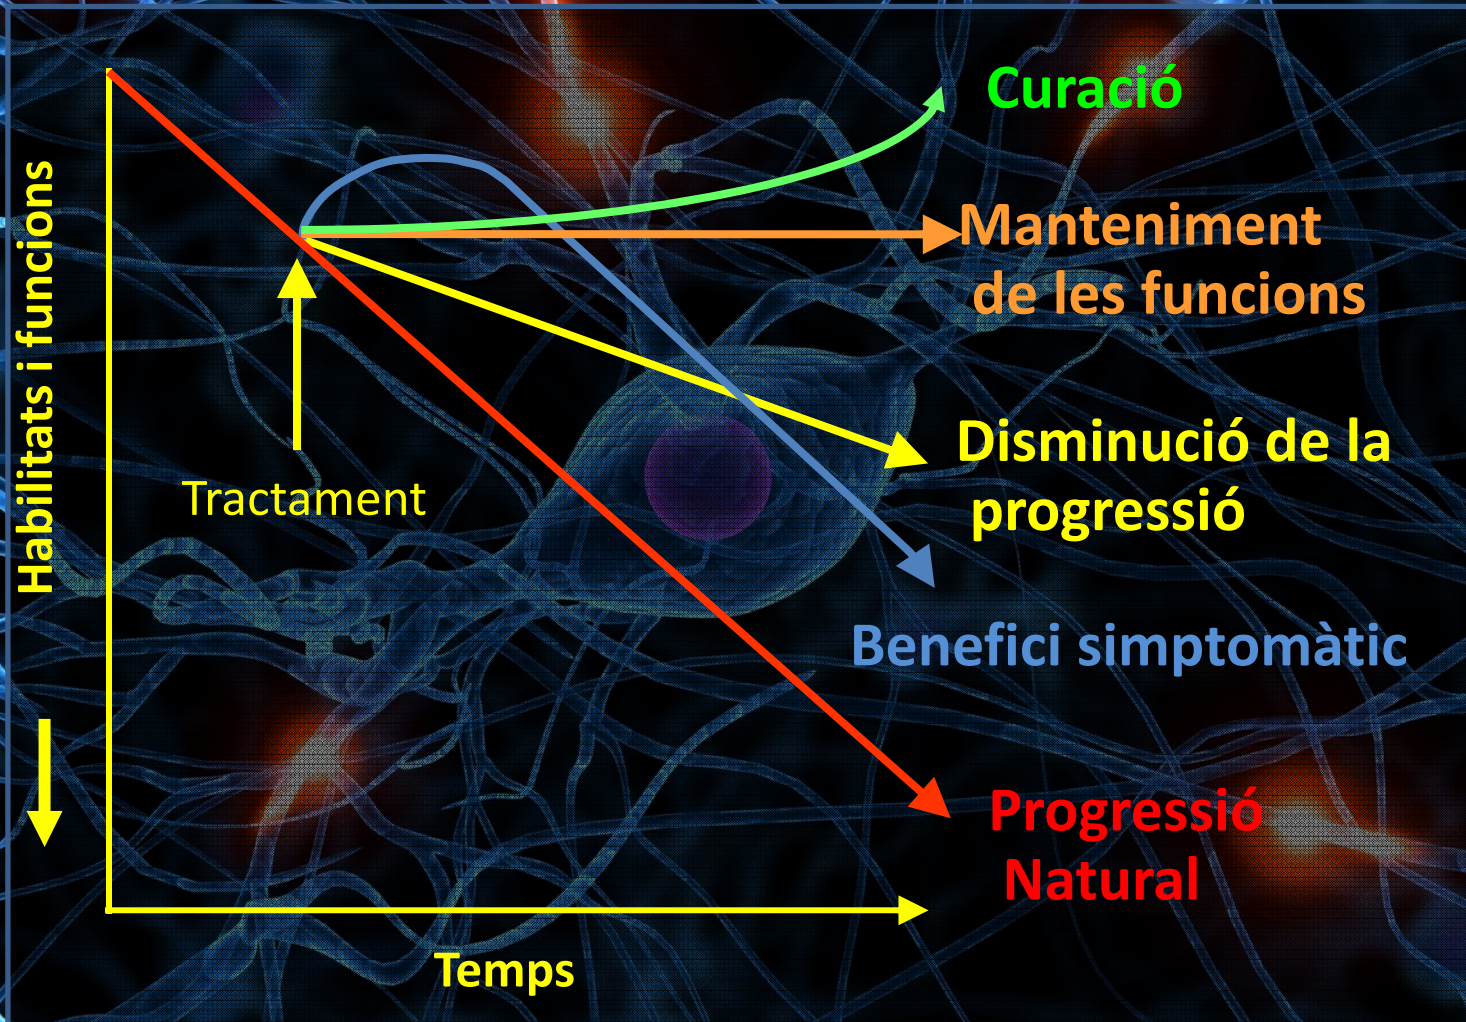 Curació
Manteniment
de les funcions
Habilitats i funcions
Disminució de la
progressió
Tractament
Benefici simptomàtic
Progressió
Natural
Temps